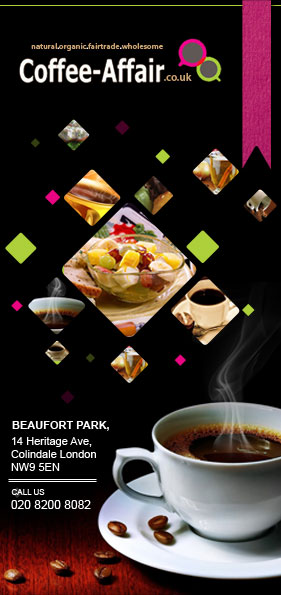 natural.organic.fairtrade.wholesome
Coffee-Affair.co.uk
BEAUFORT PARK,
14 Heritage Ave,
Colindale London
NW9 5EN
CALL US
020 8200 8082